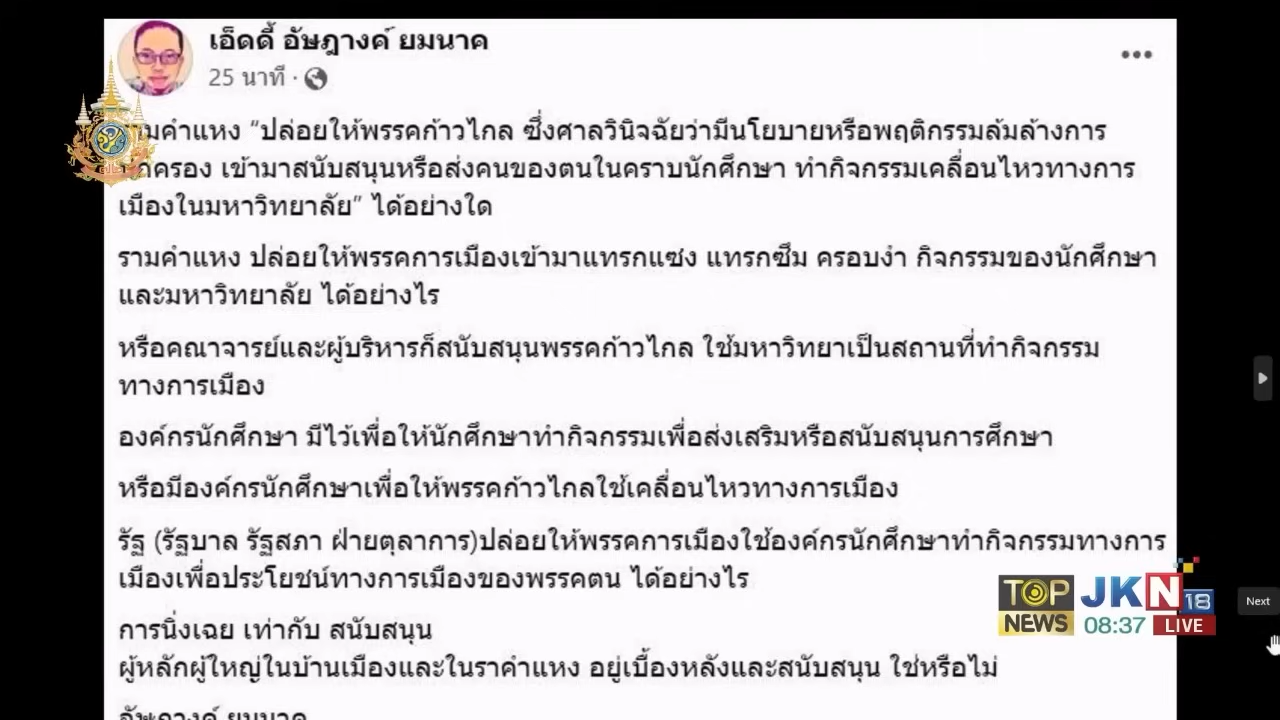 เอ็ดดี้ อัษฎางค์ ยมนาค
25 นาที ·
"ปล่อยให้พรรคก้าวไกล ซึ่งศาลวินิจฉัยว่ามีนโยบายหรือพฤติกรรมล้มล้างการ
เข้ามาสนับสนุนหรือส่งคนของตนในคราบนักศึกษา ทำกิจกรรมเคลื่อนไหวทางการ
เมืองในมหาวิทยาลัย" ได้อย่างใด
รามคำแหง ปล่อยให้พรรคการเมืองเข้ามาแทรกแซง แทรกซึม ครอบงำ กิจกรรมของนักศึกษา
และมหาวิทยาลัย ได้อย่างไร
หรือคณาจารย์และผู้บริหารก็สนับสนุนพรรคก้าวไกล ใช้มหาวิทยาเป็นสถานที่ทำกิจกรรม
ทางการเมือง
องค์กรนักศึกษา มีไว้เพื่อให้นักศึกษาทำกิจกรรมเพื่อส่งเสริมหรือสนับสนุนการศึกษา
หรือมีองค์กรนักศึกษาเพื่อให้พรรคก้าวไกลใช้เคลื่อนไหวทางการเมือง
รัฐ (รัฐบาล รัฐสภา ฝ่ายตุลาการ)ปล่อยให้พรรคการเมืองใช้องค์กรนักศึกษาทำกิจกรรมทางการ
เมืองเพื่อประโยชน์ทางการเมืองของพรรคตน ได้อย่างไร
การนิ่งเฉย เท่ากับ สนับสนุน
ผู้หลักผู้ใหญ่ในบ้านเมืองและในราคำแหง อยู่เบื้องหลังและสนับสนุน ใช่หรือไม่
อัษฎางค์ ยมนาค
TOP NEWS
JKN 18
08:37 LIVE
Next